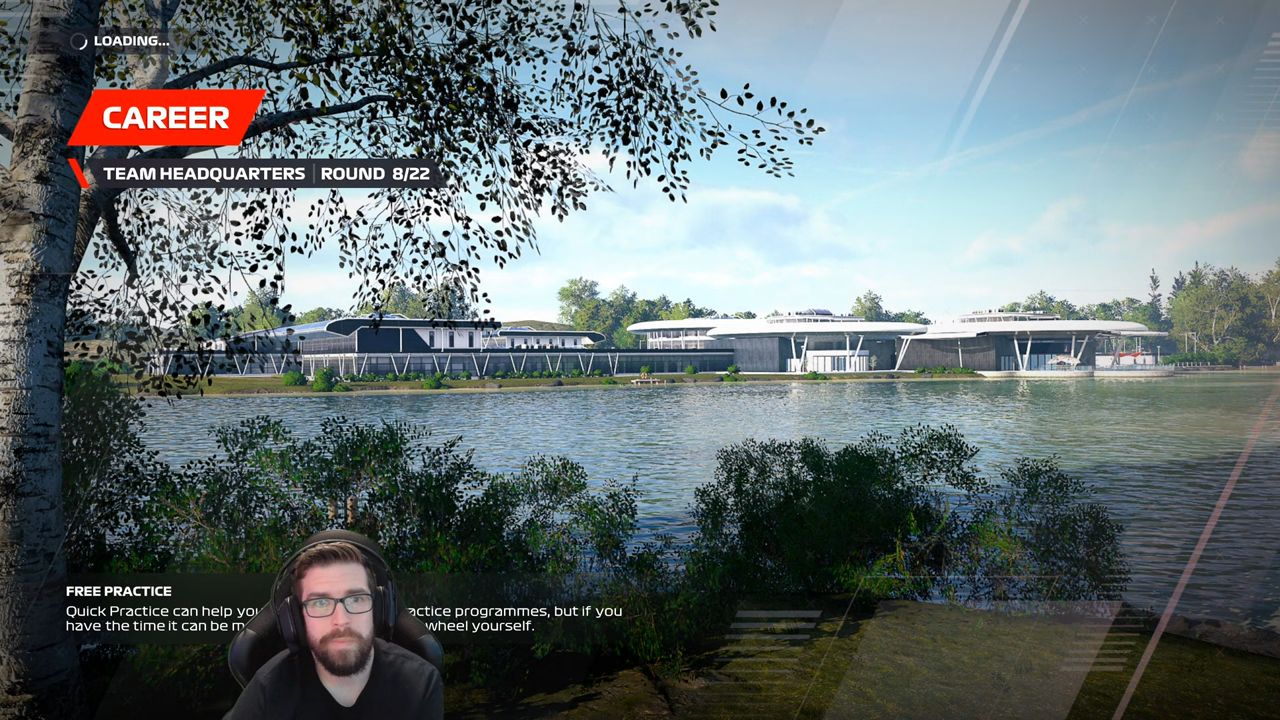 LOADING...
CAREER
TEAM HEADQUARTERS | ROUND 8/22
FREE PRACTICE
Quick Practice can help you actice programmes, but if you
have the time it can be m wheel yourself.